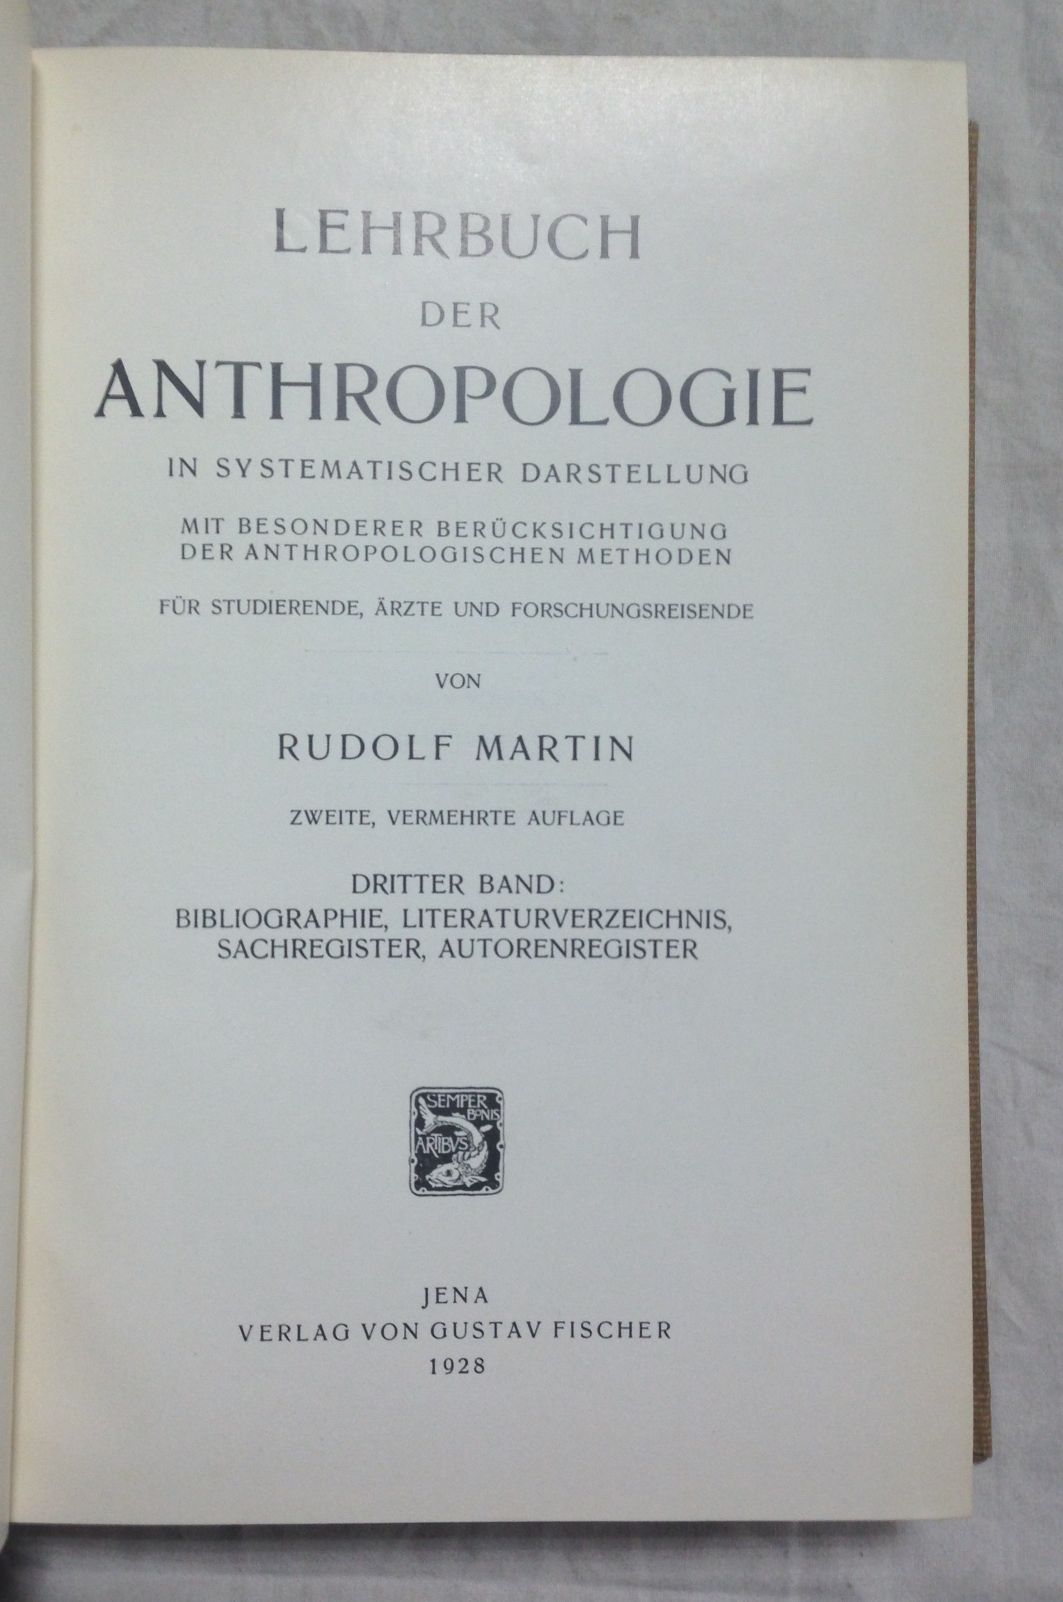 LEHRBUCH
DER
ANTHROPOLOGIE
IN SYSTEMATISCHER DARSTELLUNG
MIT BESONDERER BERÜCKSICHTIGUNG
DER ANTHROPOLOGISCHEN METHODEN
FÜR STUDIERENDE, ÄRZTE UND FORSCHUNGSREISENDE
VON
RUDOLF MARTIN
ZWEITE, VERMEHRTE AUFLAGE
DRITTER BAND:
BIBLIOGRAPHIE, LITERATURVERZEICHNIS,
SACHREGISTER, AUTORENREGISTER
SEMPER
BONIS
ARTIBVS
JENA
VERLAG VON GUSTAV FISCHER
1928